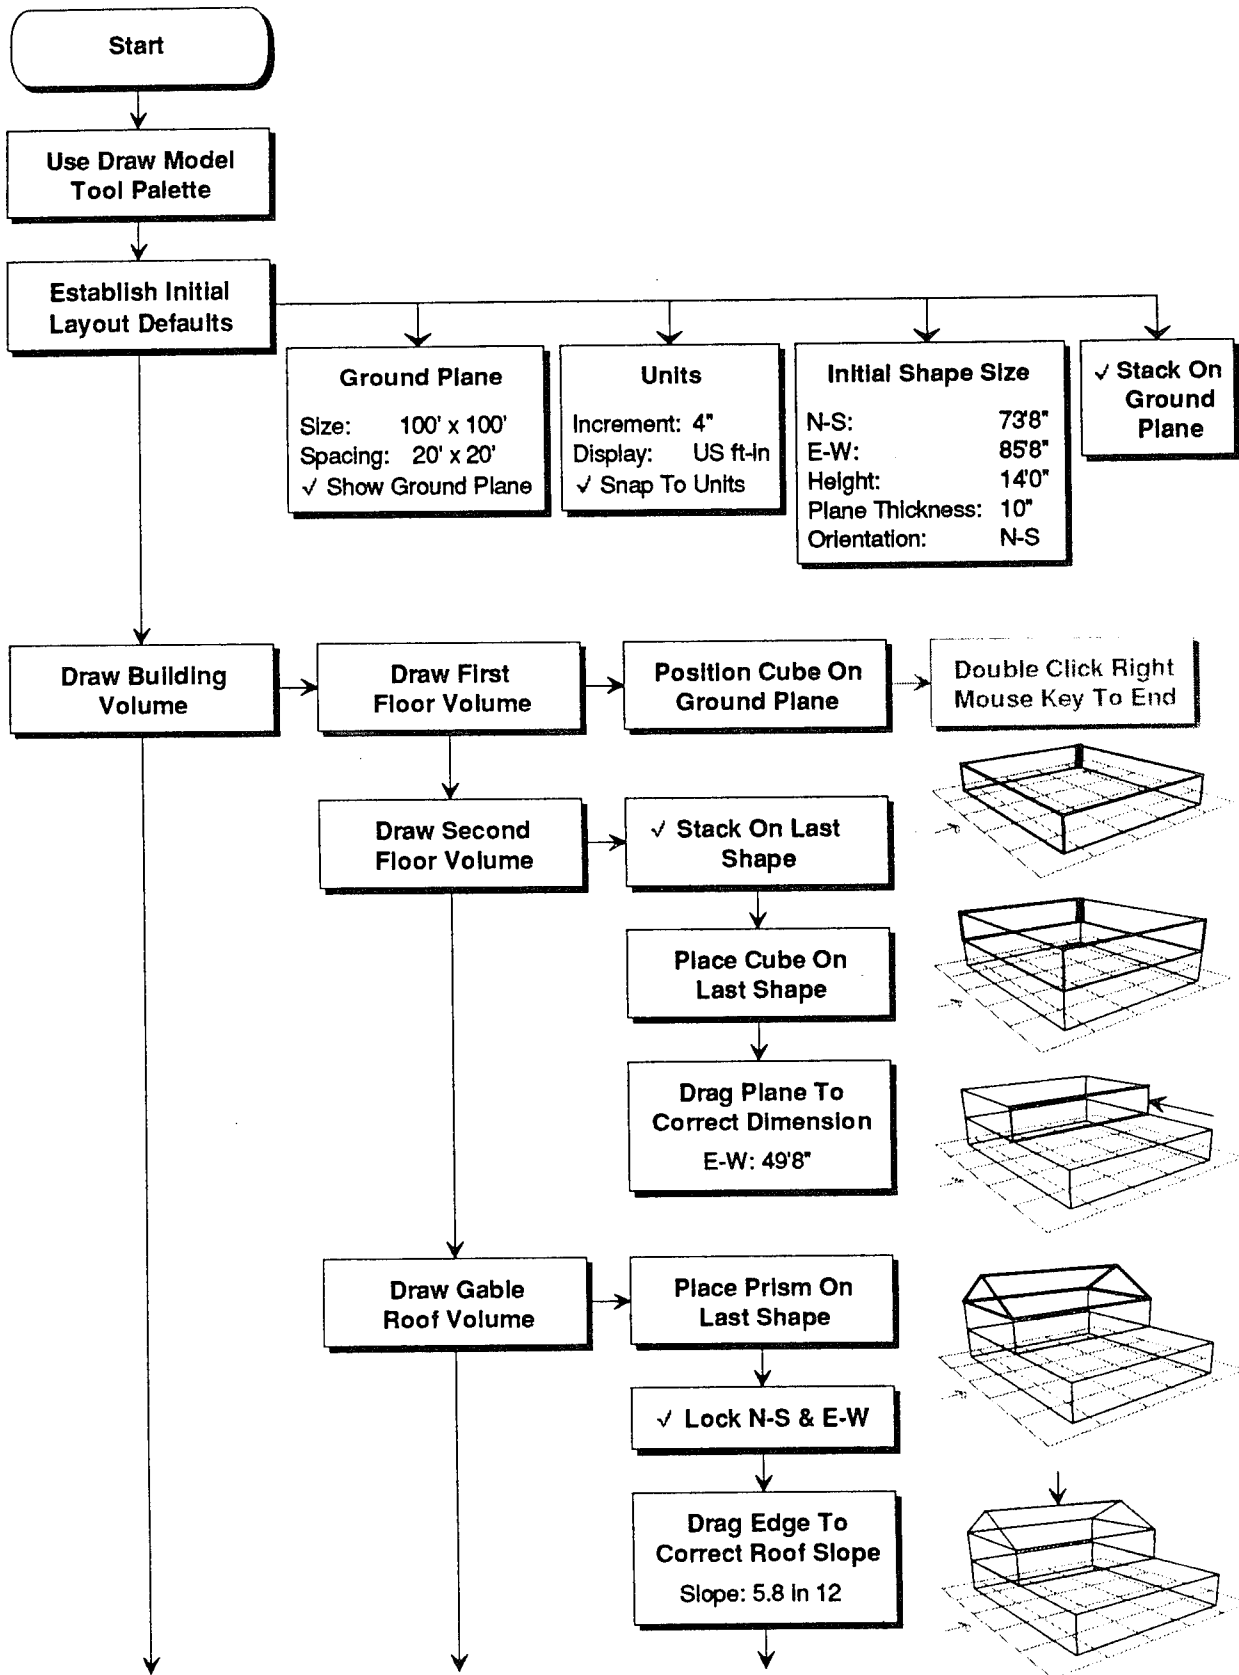 Start
Use Draw Model
Tool Palette
Establish Initial
Layout Defaults
Ground Plane
Size: 100' x 100'
Spacing: 20' x 20'
✓ Show Ground Plane
Units
Increment: 4"
Display: US ft-in
✓ Snap To Units
Initial Shape Size
N-S: 73'8"
E-W: 85'8"
Height: 14'0"
Plane Thickness: 10"
Orientation: N-S
✓ Stack On
Ground
Plane
Draw Building
Volume
Draw First
Floor Volume
Position Cube On
Ground Plane
Double Click Right
Mouse Key To End
Draw Second
Floor Volume
✓ Stack On Last
Shape
Place Cube On
Last Shape
Drag Plane To
Correct Dimension
E-W: 49'8"
Draw Gable
Roof Volume
Place Prism On
Last Shape
✓ Lock N-S & E-W
Drag Edge To
Correct Roof Slope
Slope: 5.8 in 12